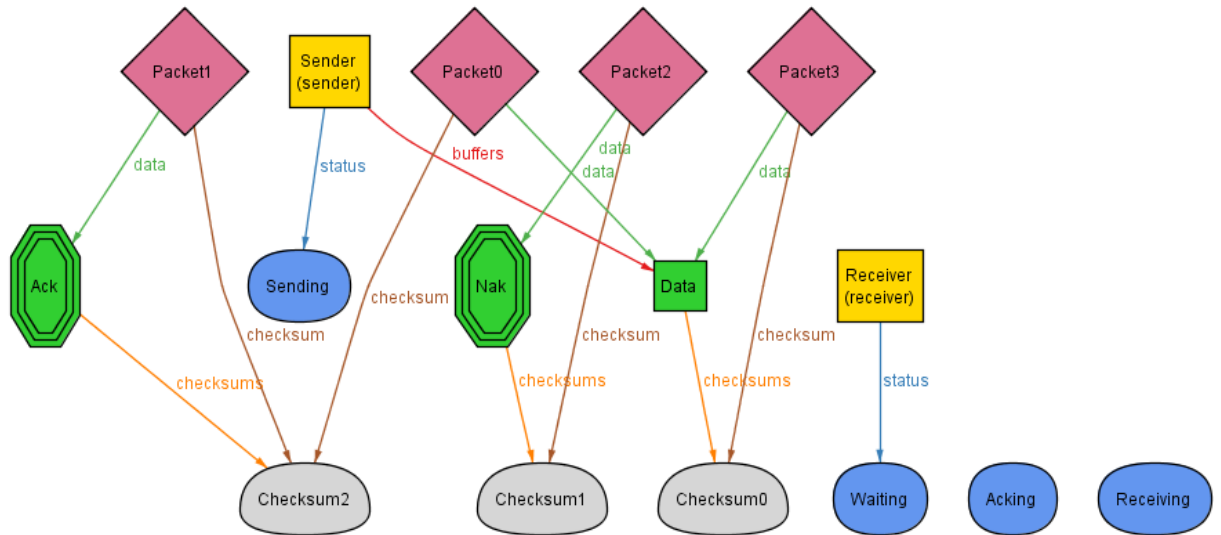 Packet1
Sender
(sender)
Packet0
Packet2
Packet3
data
status
buffers
data
data
data
Ack
Sending
Nak
Data
Receiver
(receiver)
checksum
checksum
checksum
checksum
checksums
checksums
checksums
status
Checksum2
Checksum1
Checksum0
Waiting
Acking
Receiving